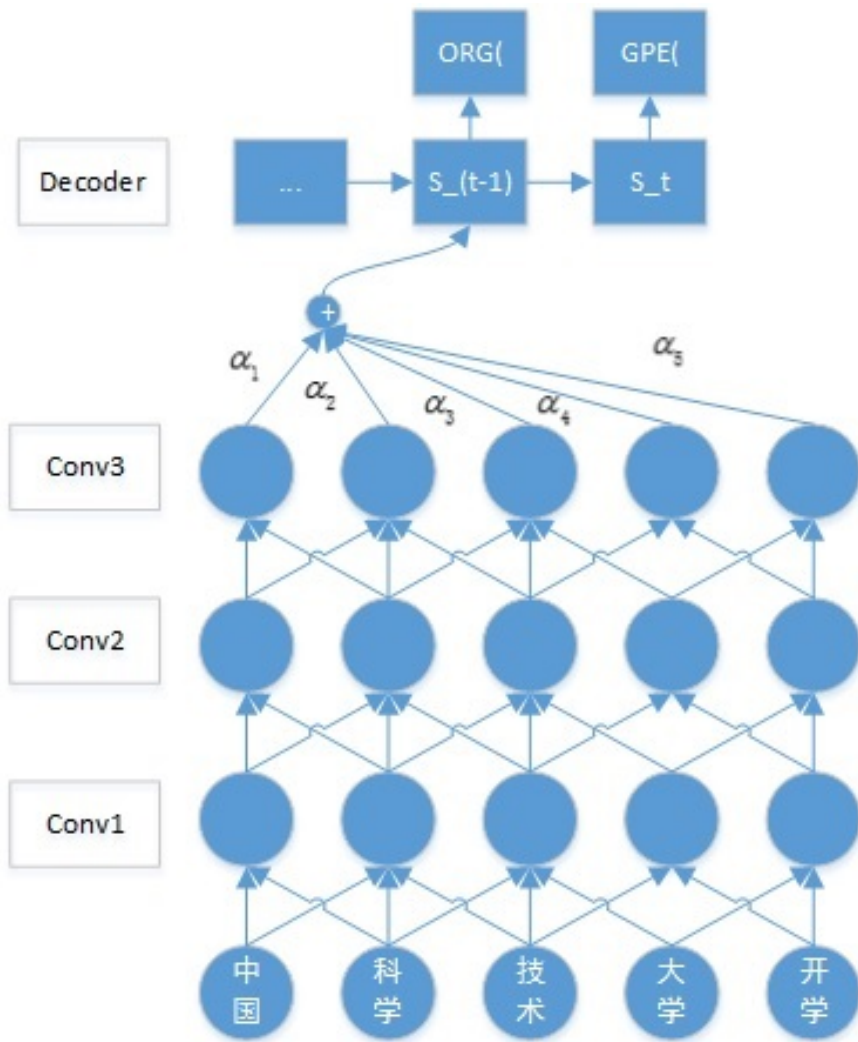 ORG(
GPE(
Decoder
...
S_(t-1)
S_t
+
α₁
α₂
α₃
α₄
α₅
Conv3
Conv2
Conv1
中国
科学
技术
大学
开学